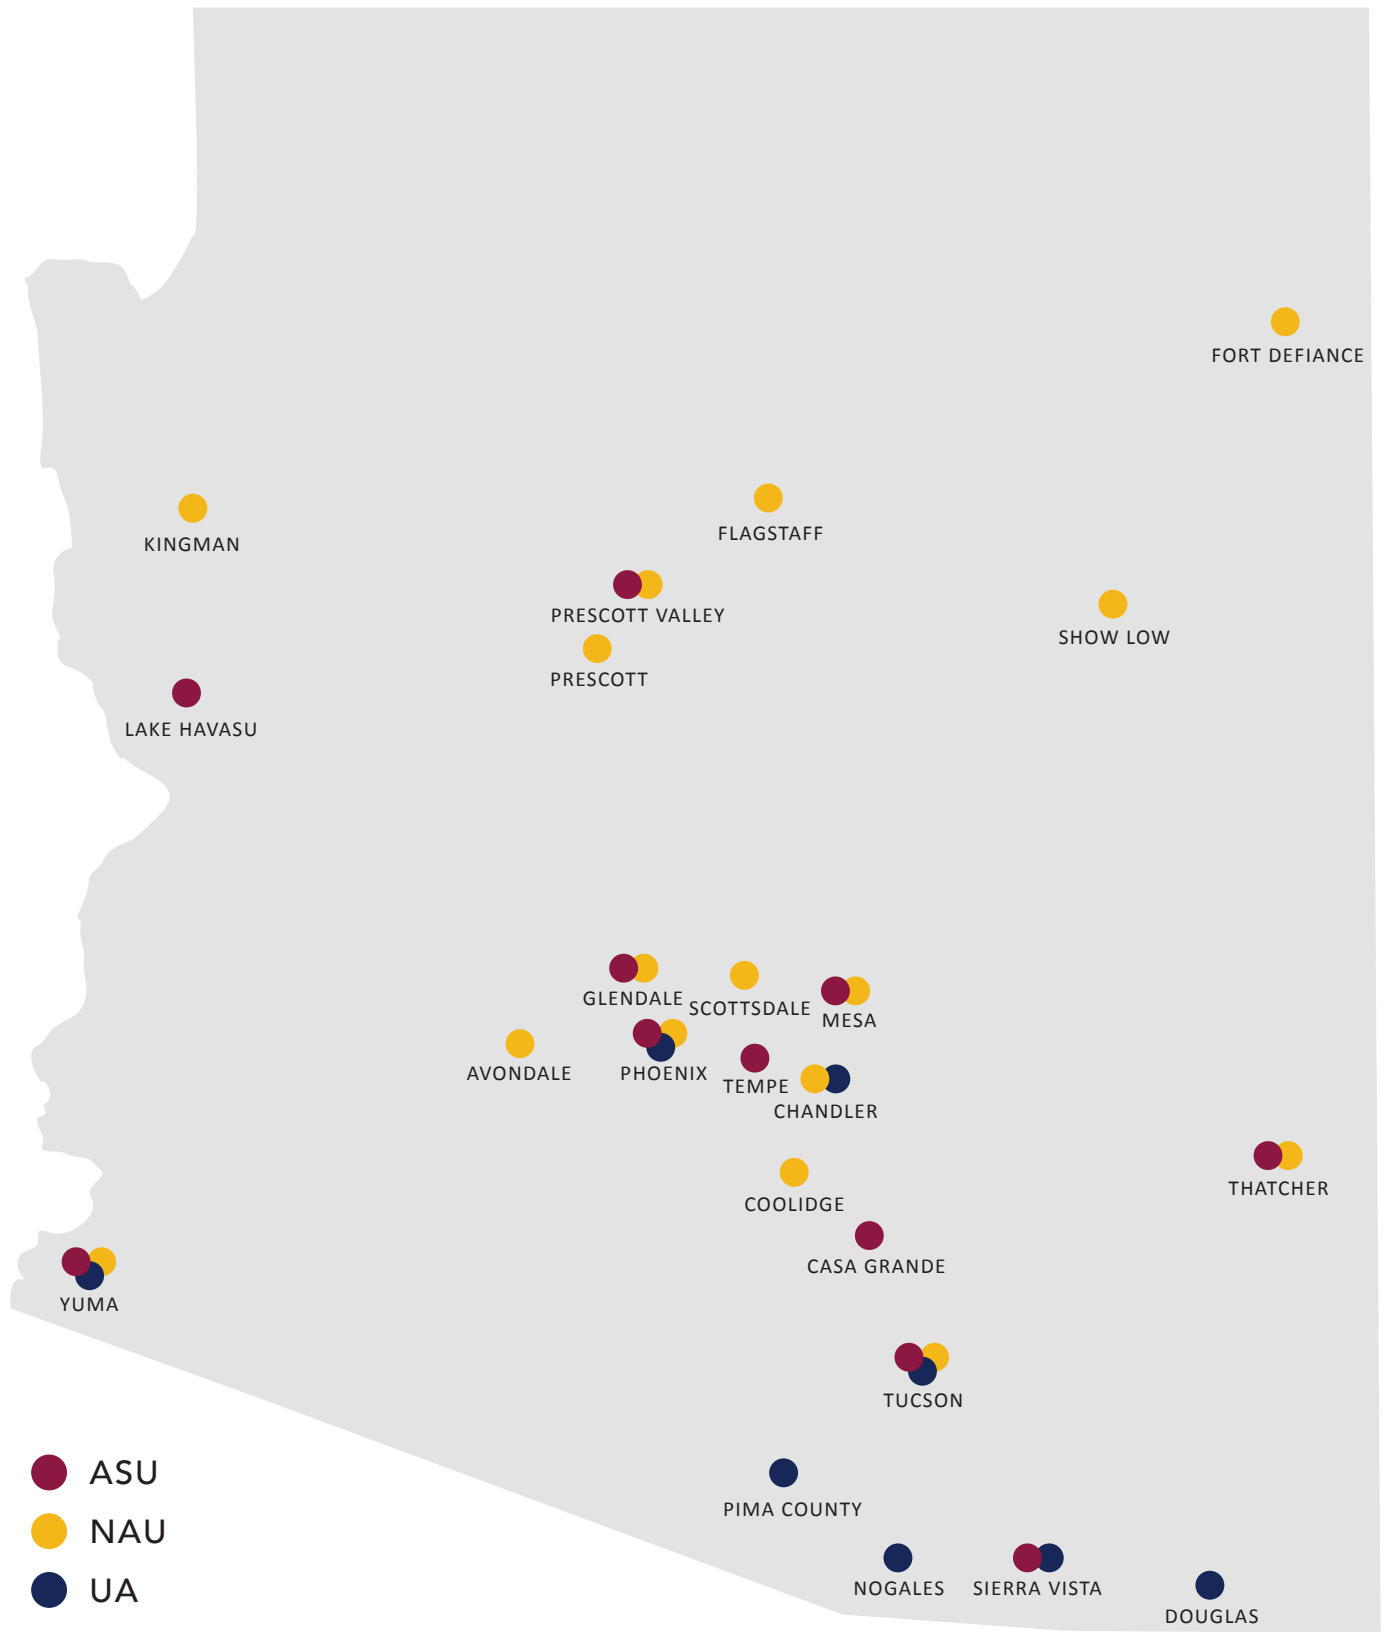 FORT DEFIANCE
KINGMAN
FLAGSTAFF
PRESCOTT VALLEY
SHOW LOW
PRESCOTT
LAKE HAVASU
GLENDALE
SCOTTSDALE
MESA
AVONDALE
PHOENIX
TEMPE
CHANDLER
THATCHER
COOLIDGE
CASA GRANDE
YUMA
TUCSON
PIMA COUNTY
NOGALES
SIERRA VISTA
DOUGLAS
ASU
NAU
UA